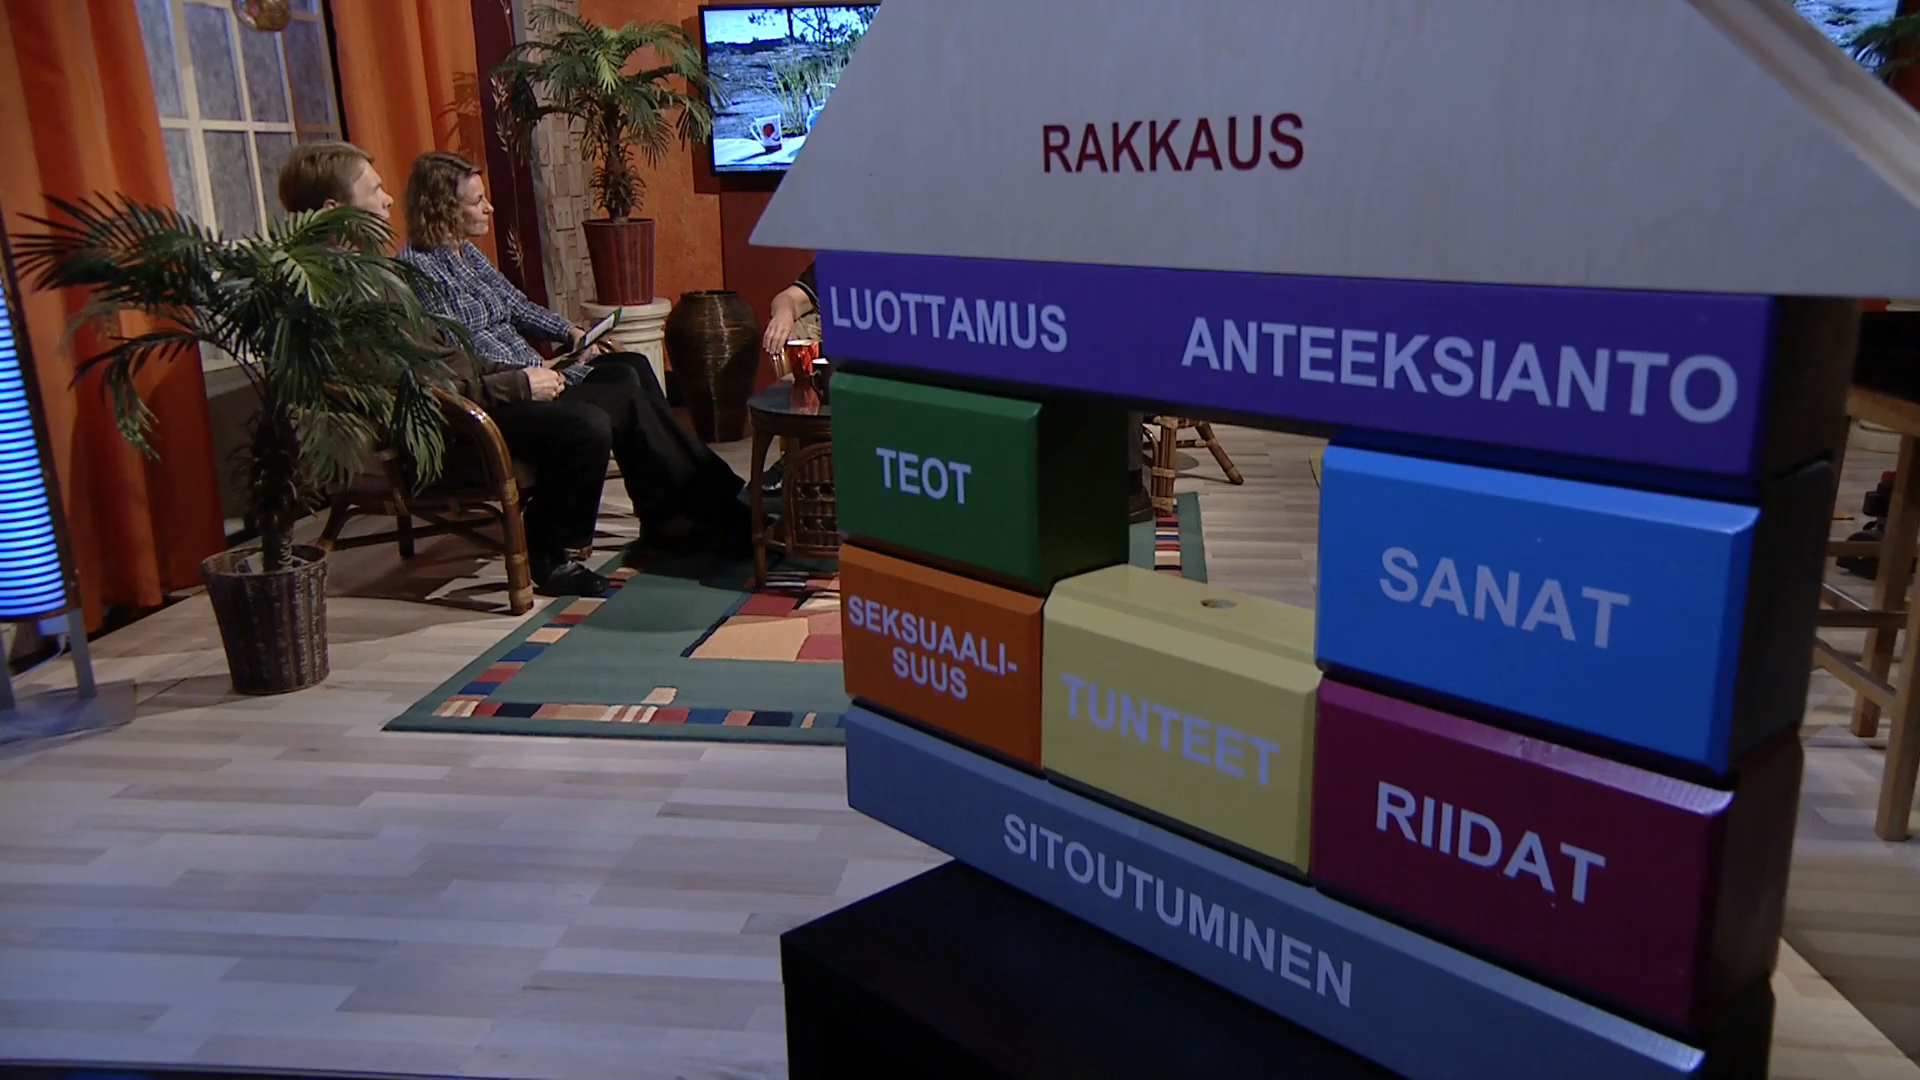 RAKKAUS
LUOTTAMUS ANTEEKSIANTO
TEOT
SANAT
SEKSUAALI-
SUUS
TUNTEET
RIIDAT
SITOUTUMINEN